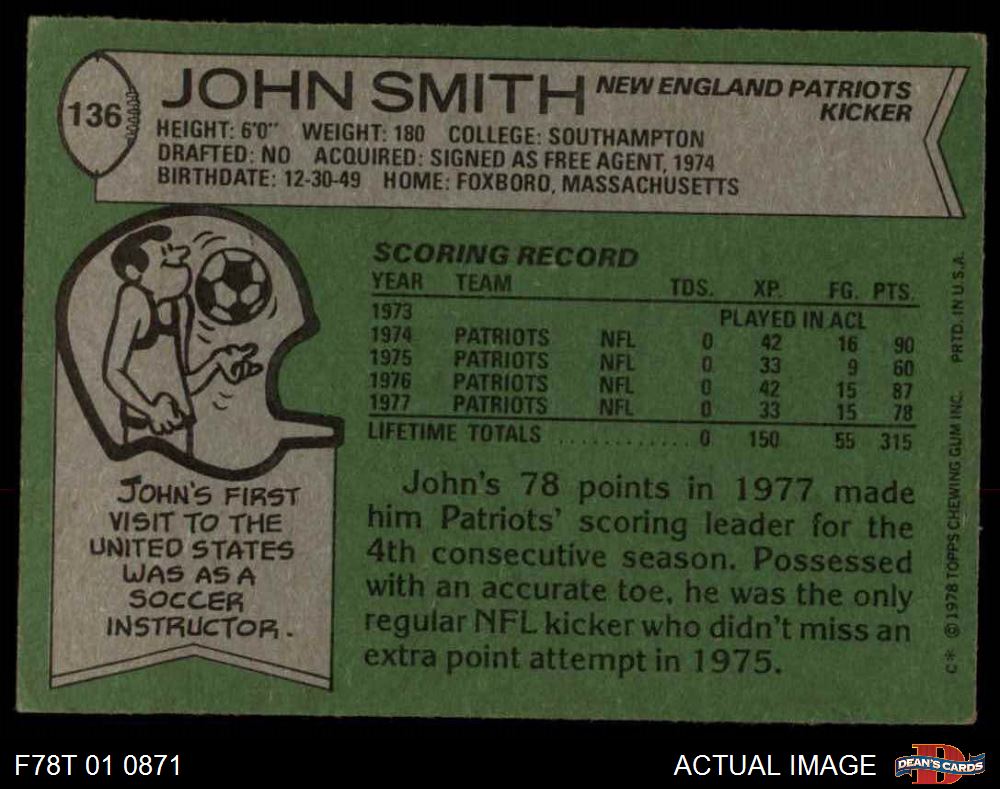 136
JOHN SMITH
NEW ENGLAND PATRIOTS
KICKER
HEIGHT: 6'0" WEIGHT: 180 COLLEGE: SOUTHAMPTON
DRAFTED: NO ACQUIRED: SIGNED AS FREE AGENT, 1974
BIRTHDATE: 12-30-49 HOME: FOXBORO, MASSACHUSETTS
SCORING RECORD
YEAR TEAM TDS. XP. FG. PTS.
1973 PLAYED IN ACL
1974 PATRIOTS NFL 0 42 16 90
1975 PATRIOTS NFL 0 33 9 60
1976 PATRIOTS NFL 0 42 15 87
1977 PATRIOTS NFL 0 33 15 78
LIFETIME TOTALS ............ 0 150 55 315
JOHN'S FIRST
VISIT TO THE
UNITED STATES
WAS AS A
SOCCER
INSTRUCTOR.
John's 78 points in 1977 made
him Patriots' scoring leader for the
4th consecutive season. Possessed
with an accurate toe, he was the only
regular NFL kicker who didn't miss an
extra point attempt in 1975.
C* © 1978 TOPPS CHEWING GUM INC. PRTD. IN U.S.A.
F78T 01 0871
ACTUAL IMAGE
D
DEAN'S CARDS